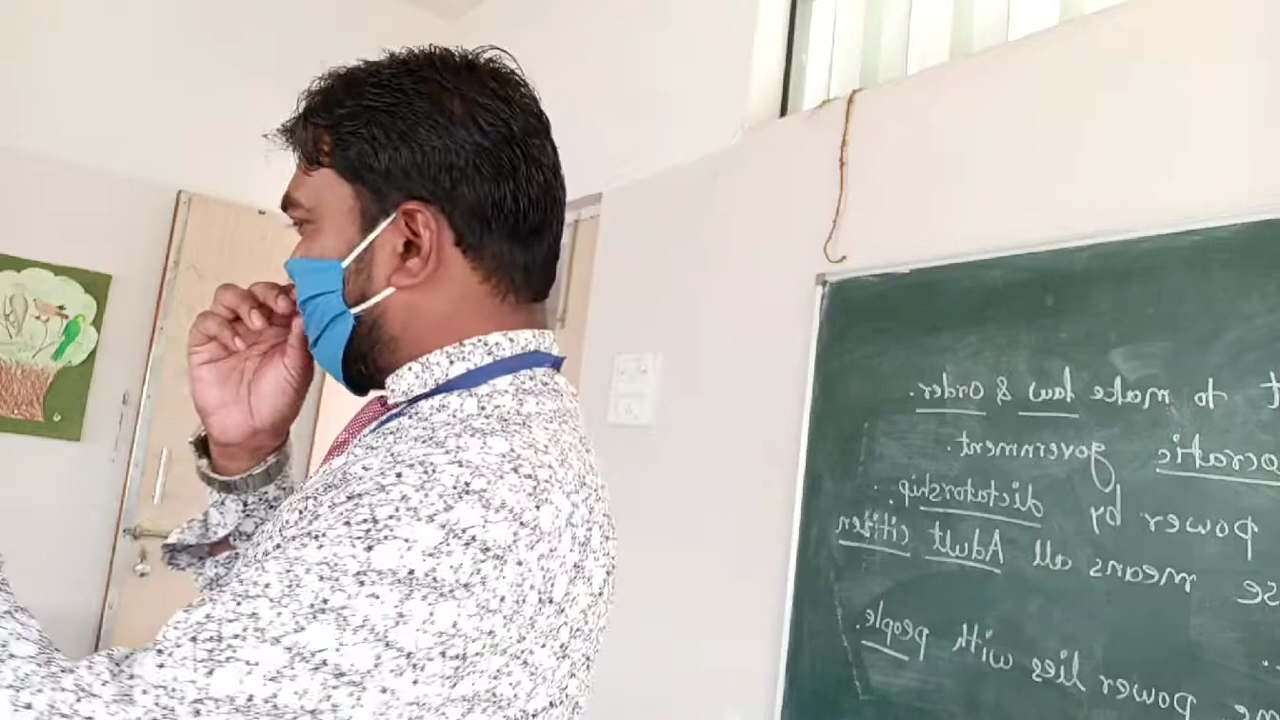 to make law & order.
government.
power by dictatorship.
means all Adult citizen
power lies with people.